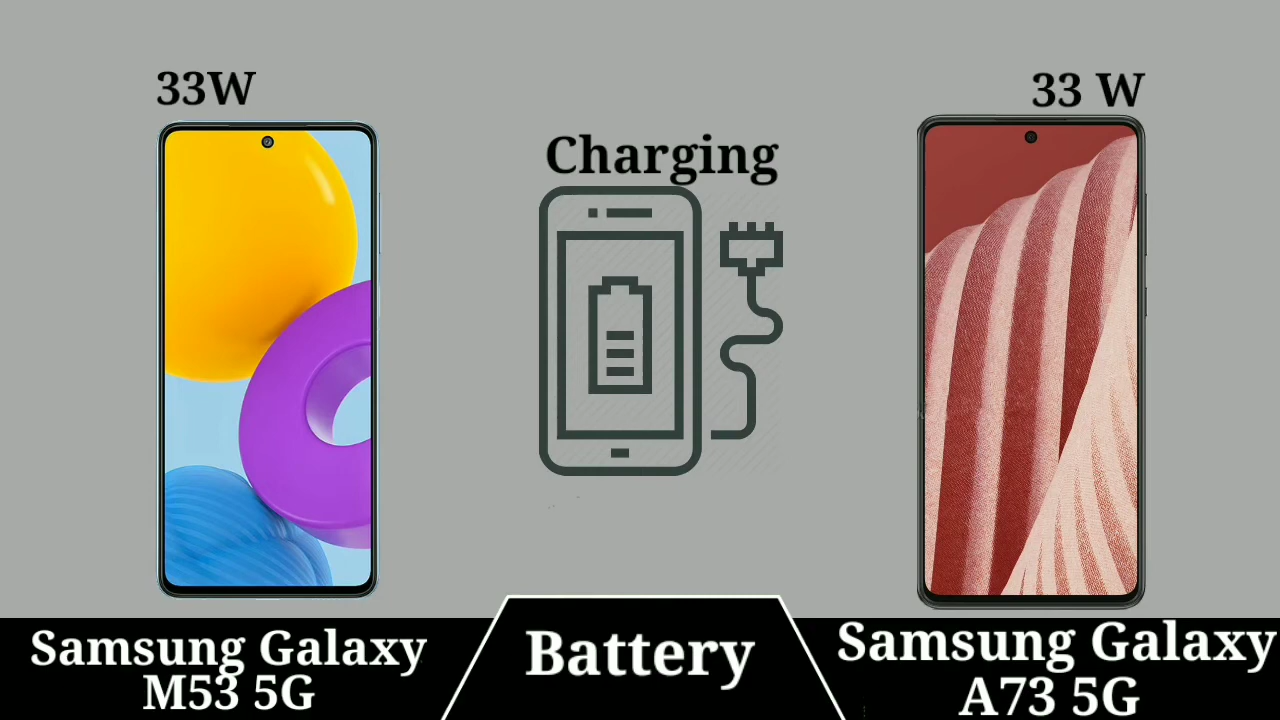 33W
33 W
Charging
Samsung Galaxy
M53 5G
Battery
Samsung Galaxy
A73 5G